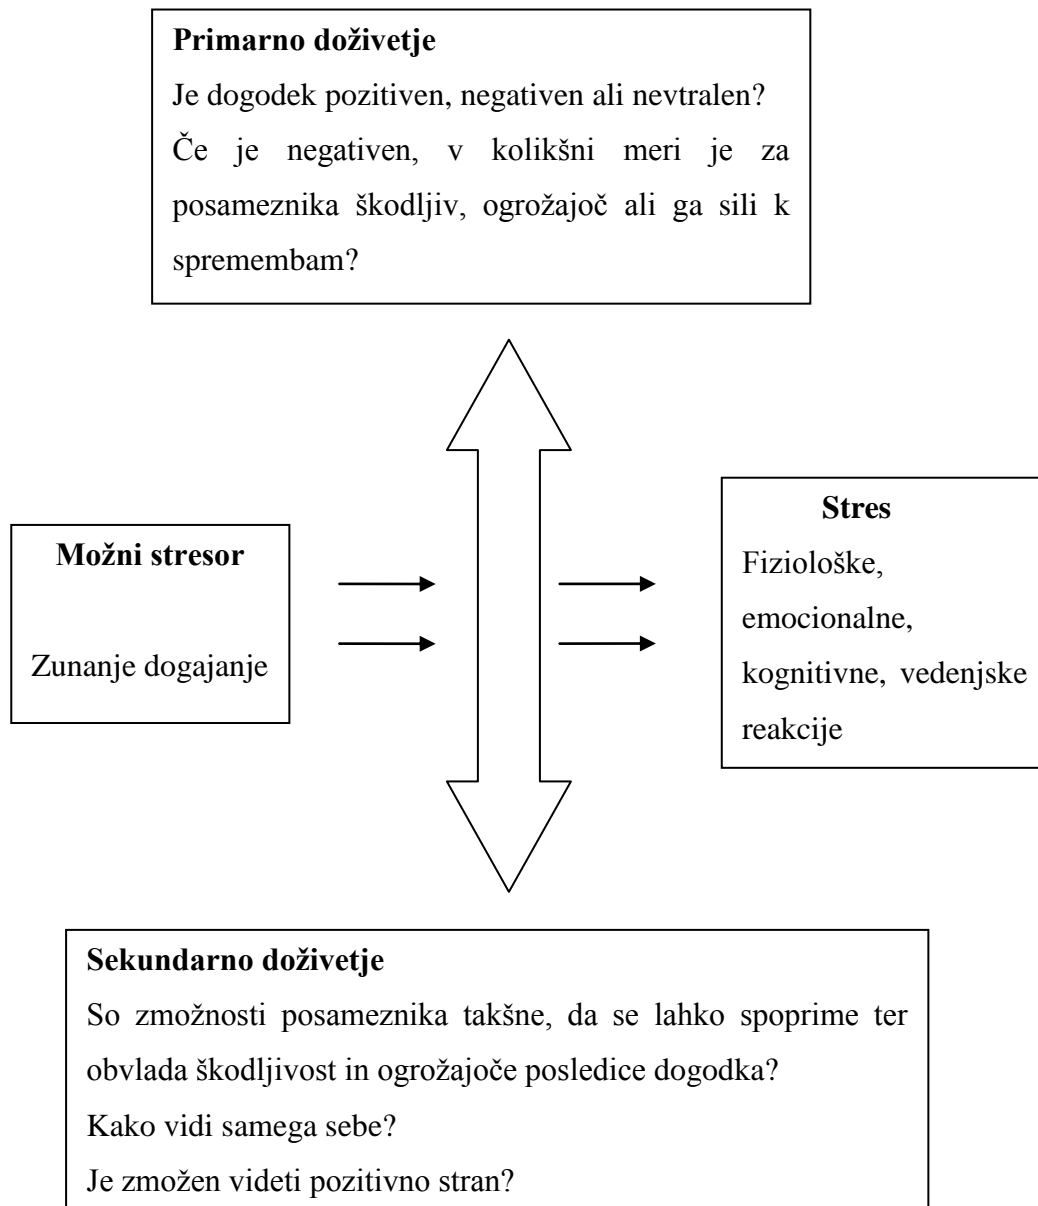 Primarno doživetje
Je dogodek pozitiven, negativen ali nevtralen?
Če je negativen, v kolikšni meri je za
posameznika škodljiv, ogrožajoč ali ga sili k
spremembam?
Možni stresor
Zunanje dogajanje
Stres
Fiziološke,
emocionalne,
kognitivne, vedenjske
reakcije
Sekundarno doživetje
So zmožnosti posameznika takšne, da se lahko spoprime ter
obvlada škodljivost in ogrožajoče posledice dogodka?
Kako vidi samega sebe?
Je zmožen videti pozitivno stran?